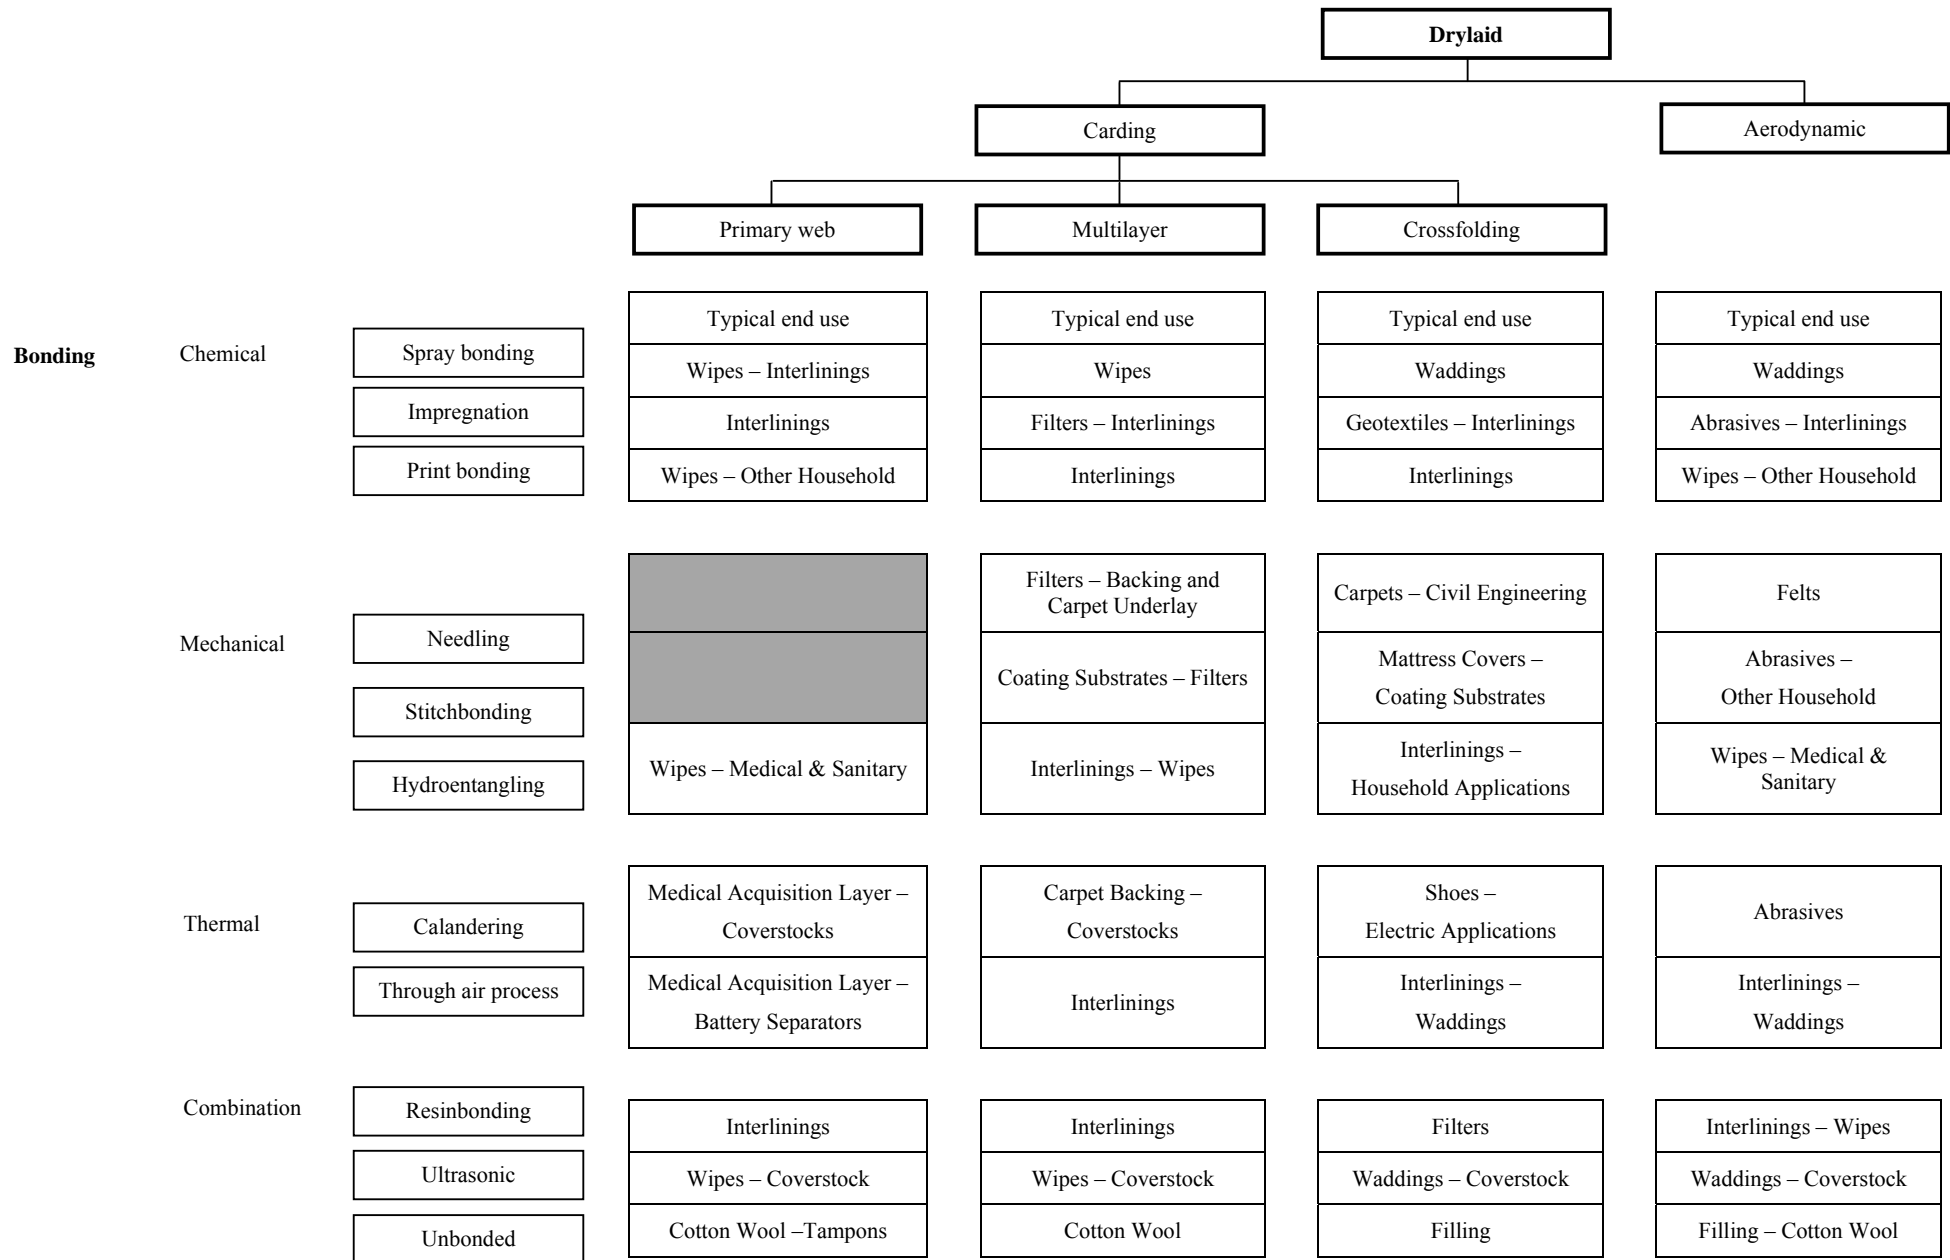 Drylaid
Carding
Aerodynamic
Primary web
Multilayer
Crossfolding
Typical end use
Typical end use
Typical end use
Typical end use
Bonding
Chemical
Spray bonding
Wipes – Interlinings
Wipes
Waddings
Waddings
Impregnation
Interlinings
Filters – Interlinings
Geotextiles – Interlinings
Abrasives – Interlinings
Print bonding
Wipes – Other Household
Interlinings
Interlinings
Wipes – Other Household
Mechanical
Needling
Filters – Backing and
Carpet Underlay
Carpets – Civil Engineering
Felts
Stitchbonding
Coating Substrates – Filters
Mattress Covers –
Coating Substrates
Abrasives –
Other Household
Hydroentangling
Wipes – Medical & Sanitary
Interlinings – Wipes
Interlinings –
Household Applications
Wipes – Medical &
Sanitary
Thermal
Calandering
Medical Acquisition Layer –
Coverstocks
Carpet Backing –
Coverstocks
Shoes –
Electric Applications
Abrasives
Through air process
Medical Acquisition Layer –
Battery Separators
Interlinings
Interlinings –
Waddings
Interlinings –
Waddings
Combination
Resinbonding
Interlinings
Interlinings
Filters
Interlinings – Wipes
Ultrasonic
Wipes – Coverstock
Wipes – Coverstock
Waddings – Coverstock
Waddings – Coverstock
Unbonded
Cotton Wool –Tampons
Cotton Wool
Filling
Filling – Cotton Wool